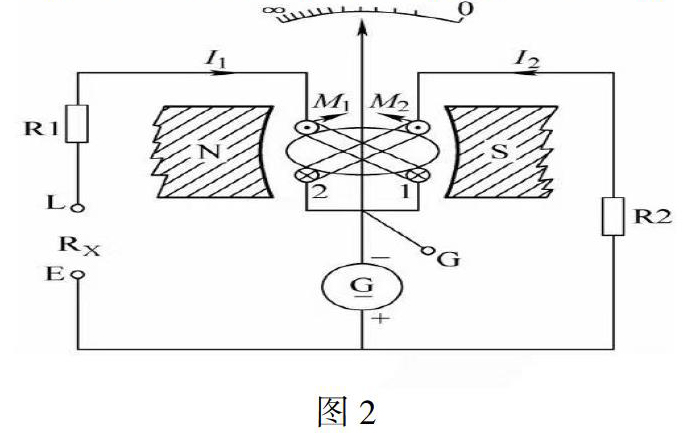 ∞ 0
I₁ I₂
M₁ M₂
R1 N S
2 1
L R2
Rₓ
E G
−
G
+
图 2